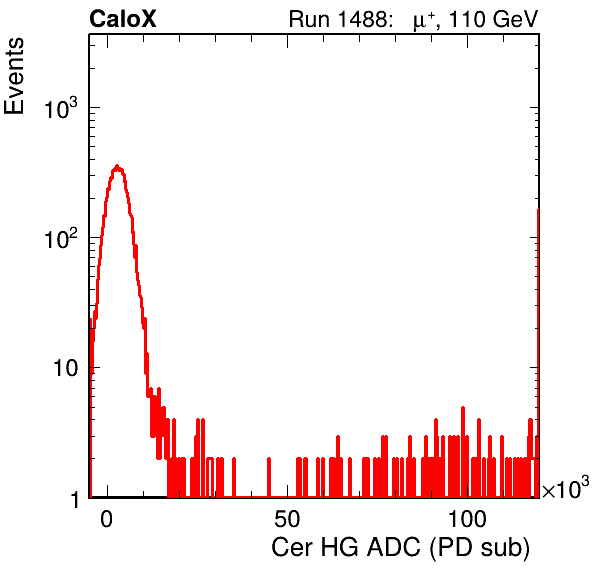 CaloX Run 1488: μ⁺, 110 GeV
Events
10³
10²
10
1
0 50 100 ×10³
Cer HG ADC (PD sub)